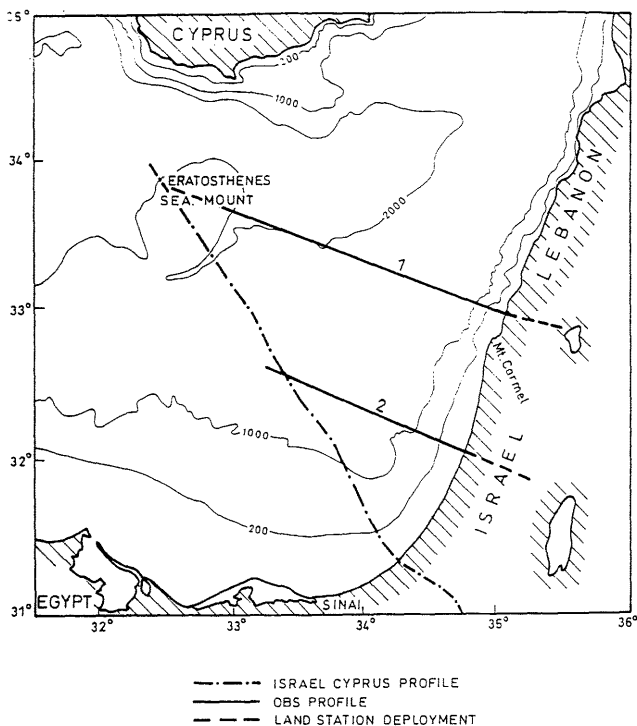 35°
CYPRUS
200
1000
34°
ERATOSTHENES
SEA MOUNT
2000
LEBANON
1
33°
Mt. Carmel
2
1000
32°
ISRAEL
200
31°
EGYPT
SINAI
32°
33°
34°
35°
36°
ISRAEL CYPRUS PROFILE
OBS PROFILE
LAND STATION DEPLOYMENT